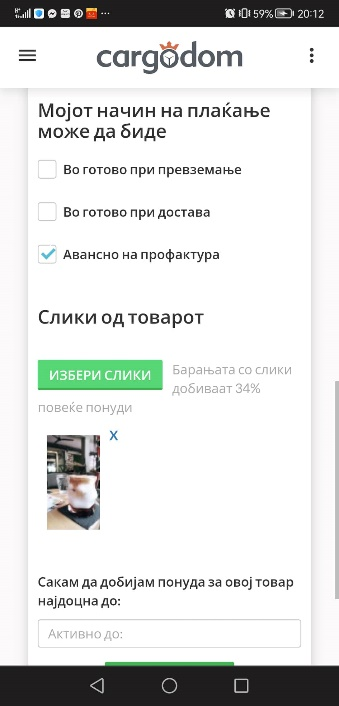 59% 20:12
cargodom
Мојот начин на плаќање
може да биде
Во готово при превземање
Во готово при достава
Авансно на профактура
Слики од товарот
ИЗБЕРИ СЛИКИ Барањата со слики
добиваат 34%
повеќе понуди
X
Сакам да добијам понуда за овој товар
најдоцна до:
Активно до: